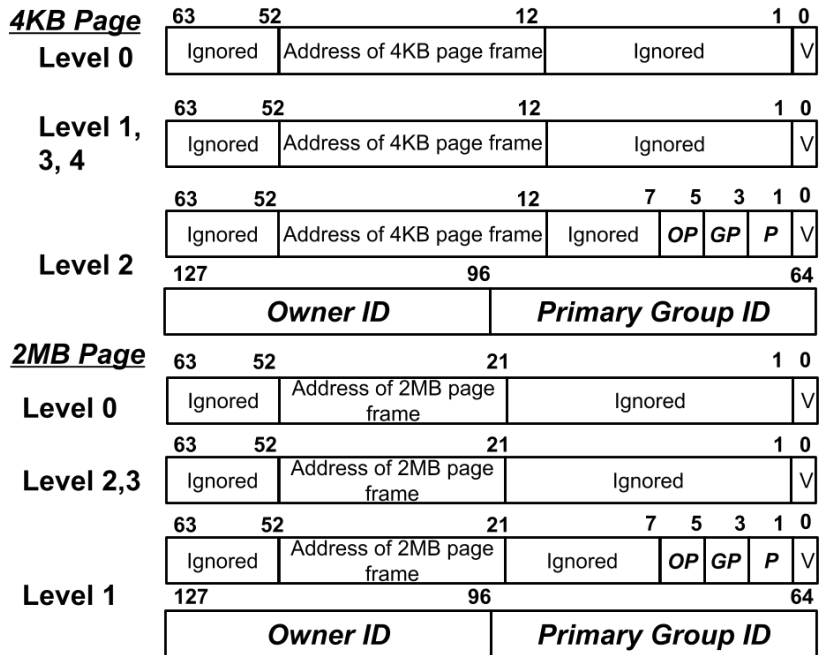 4KB Page
63 52 12 1 0
Level 0
Ignored Address of 4KB page frame Ignored V
63 52 12 1 0
Level 1,
3, 4
Ignored Address of 4KB page frame Ignored V
63 52 12 7 5 3 1 0
Ignored Address of 4KB page frame Ignored OP GP P V
Level 2
127 96 64
Owner ID Primary Group ID
2MB Page
63 52 21 1 0
Level 0
Ignored Address of 2MB page
frame Ignored V
63 52 21 1 0
Level 2,3
Ignored Address of 2MB page
frame Ignored V
63 52 21 7 5 3 1 0
Ignored Address of 2MB page
frame Ignored OP GP P V
Level 1
127 96 64
Owner ID Primary Group ID